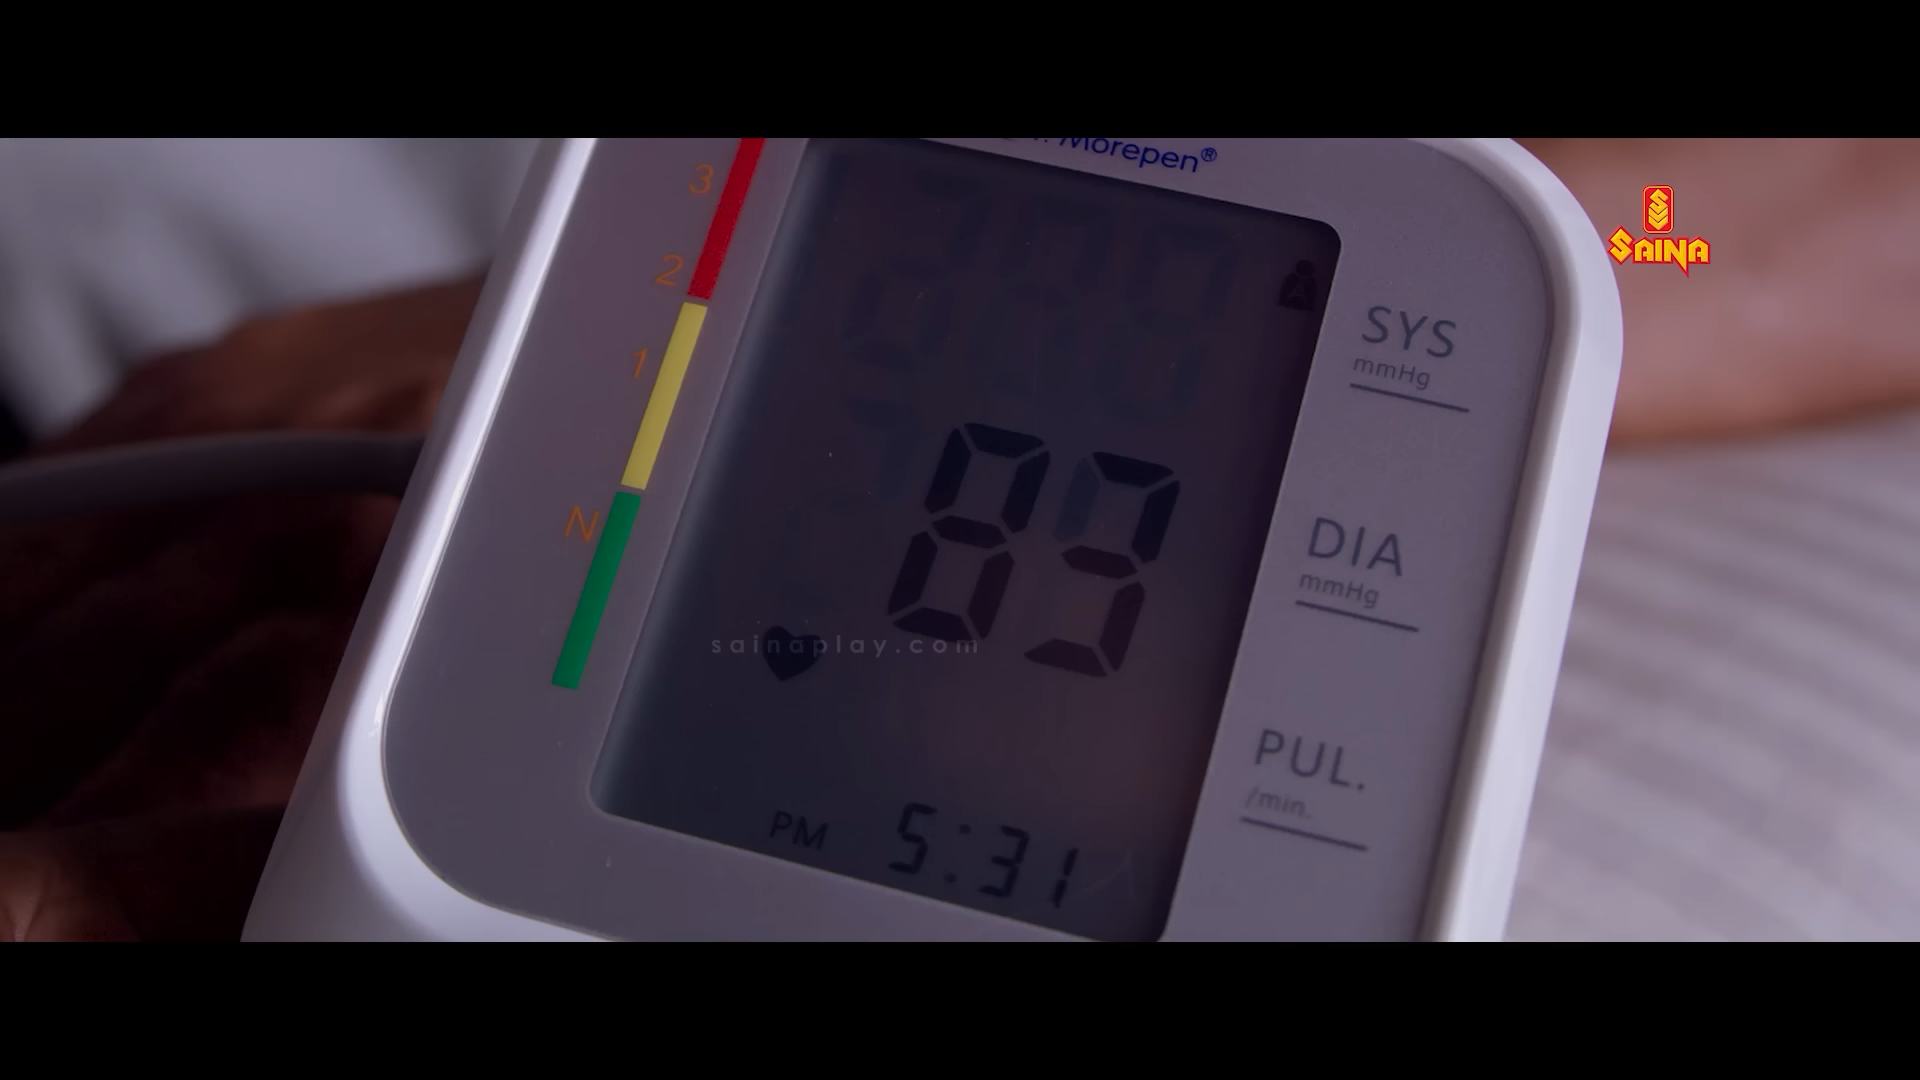 Morepen®
SAINA
3
2
1
N
SYS
mmHg
83
DIA
mmHg
sainaplay.com
PUL.
/min.
PM 5:31